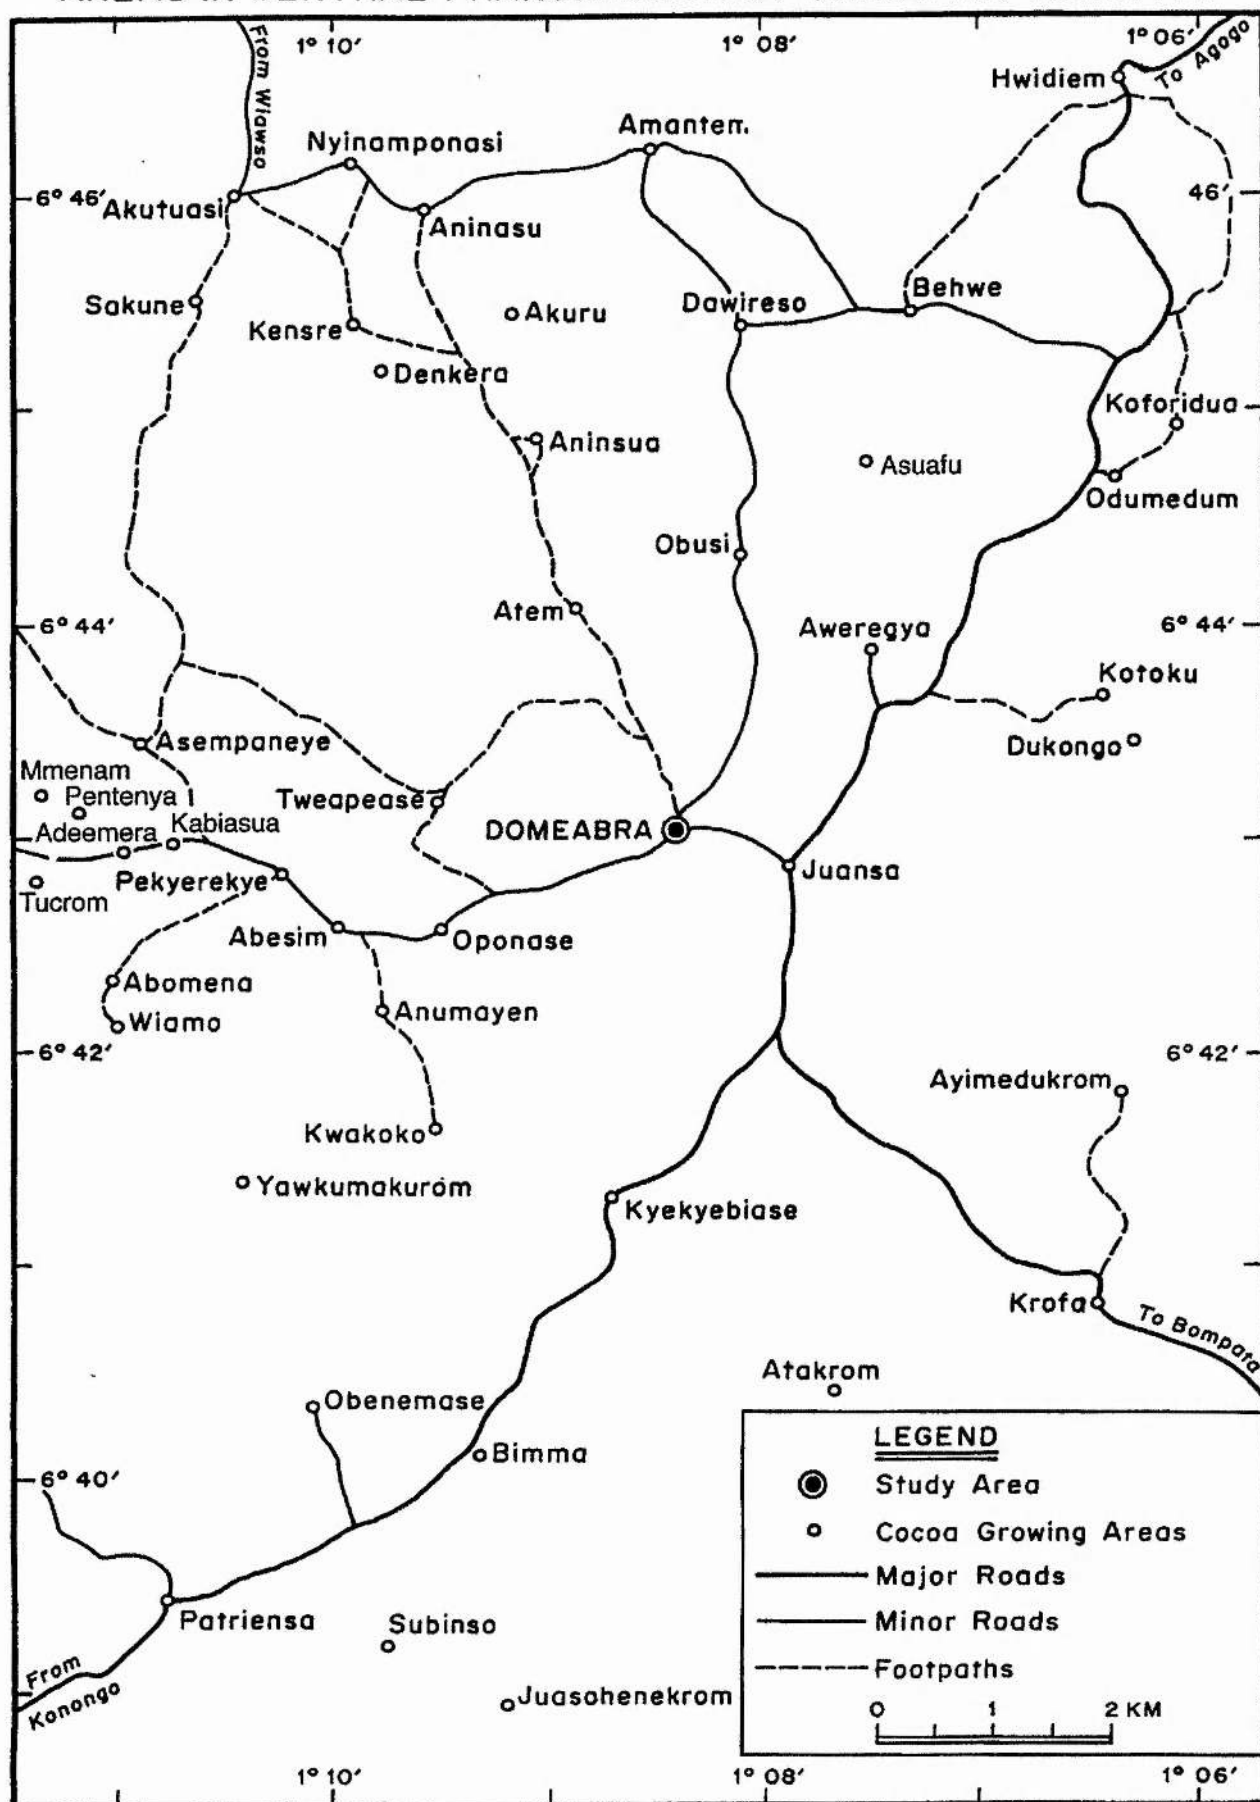 1° 10′
1° 08′
1° 06′
From Wiawso
To Agogo
Hwidiem
Amantem
Nyinamponasi
6° 46′
46′
Akutuasi
Aninasu
Sakune
Akuru
Dawireso
Behwe
Kensre
Denkera
Koforidua
Aninsua
Asuafu
Odumedum
Obusi
Atem
6° 44′
Aweregya
6° 44′
Kotoku
Asempaneye
Dukongo
Mmenam
Pentenya
Tweapease
Adeemera
Kabiasua
DOMEABRA
Pekyerekye
Juansa
Tucrom
Abesim
Oponase
Abomena
Anumayen
Wiamo
6° 42′
6° 42′
Ayimedukrom
Kwakoko
Yawkumakurom
Kyekyebiase
Krofa
To Bompata
Atakrom
Obenemase
Bimma
6° 40′
LEGEND
Study Area
Cocoa Growing Areas
Major Roads
Minor Roads
Footpaths
0 1 2 KM
Patriensa
Subinso
From
Konongo
Juasohenekrom
1° 10′
1° 08′
1° 06′